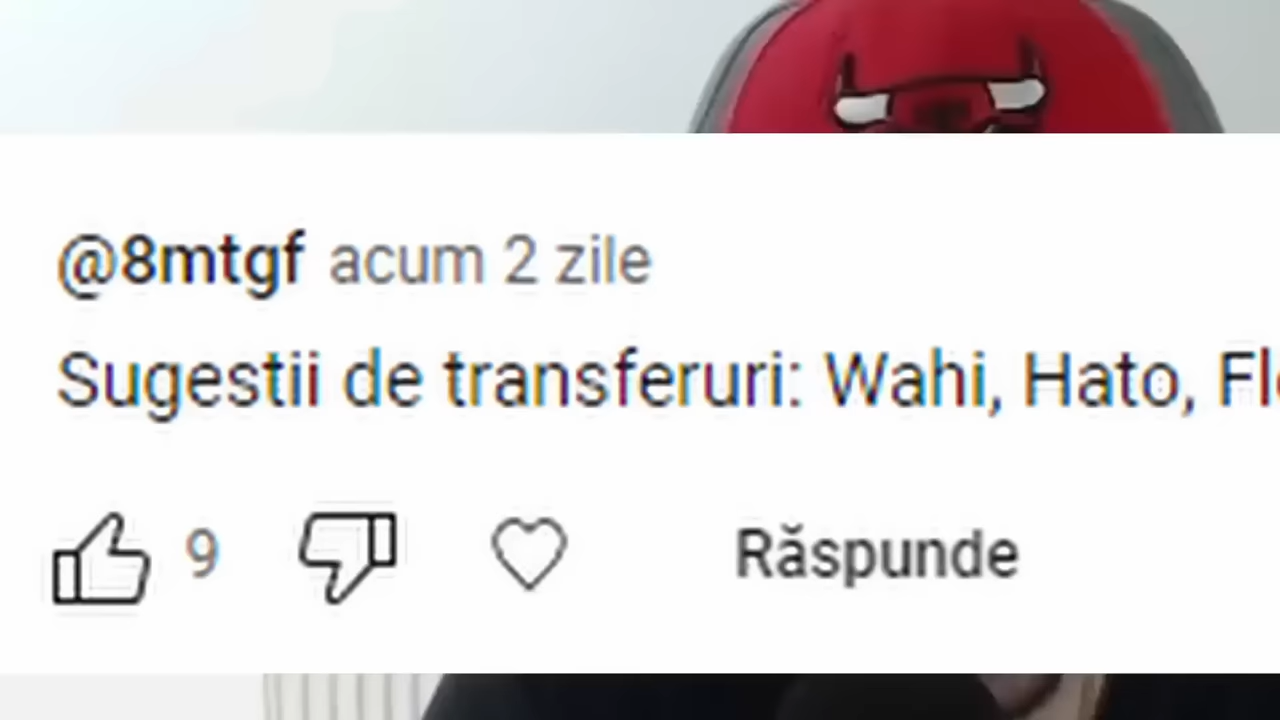 @8mtgf acum 2 zile
Sugestii de transferuri: Wahi, Hato,
9
Răspunde